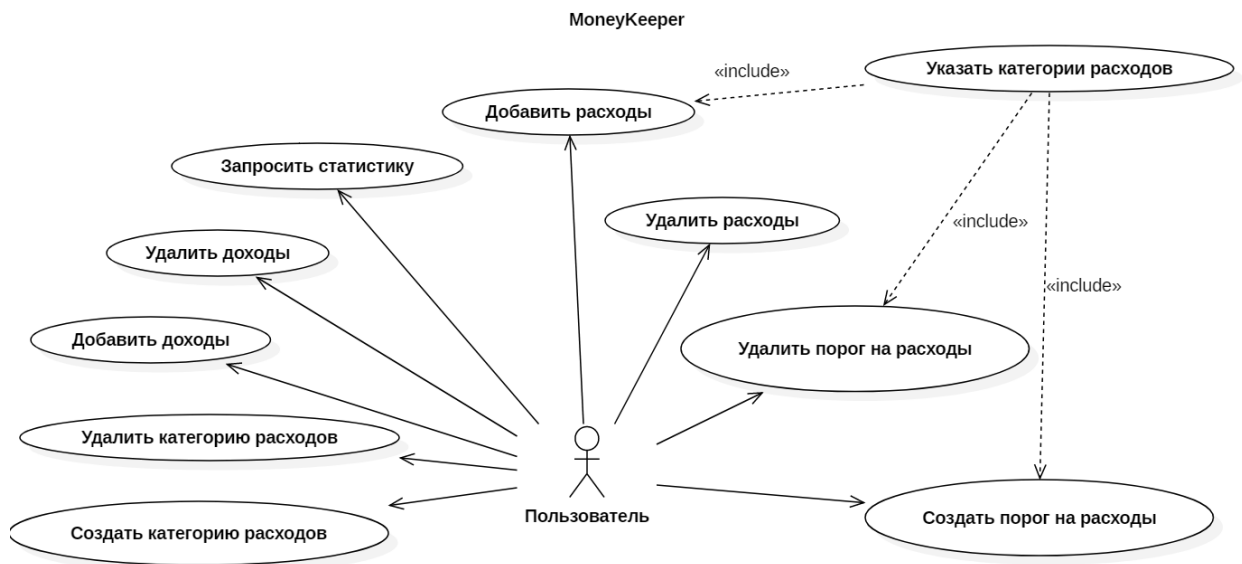 MoneyKeeper
Указать категории расходов
«include»
Добавить расходы
Запросить статистику
Удалить расходы
«include»
Удалить доходы
«include»
Добавить доходы
Удалить порог на расходы
Удалить категорию расходов
Пользователь
Создать порог на расходы
Создать категорию расходов